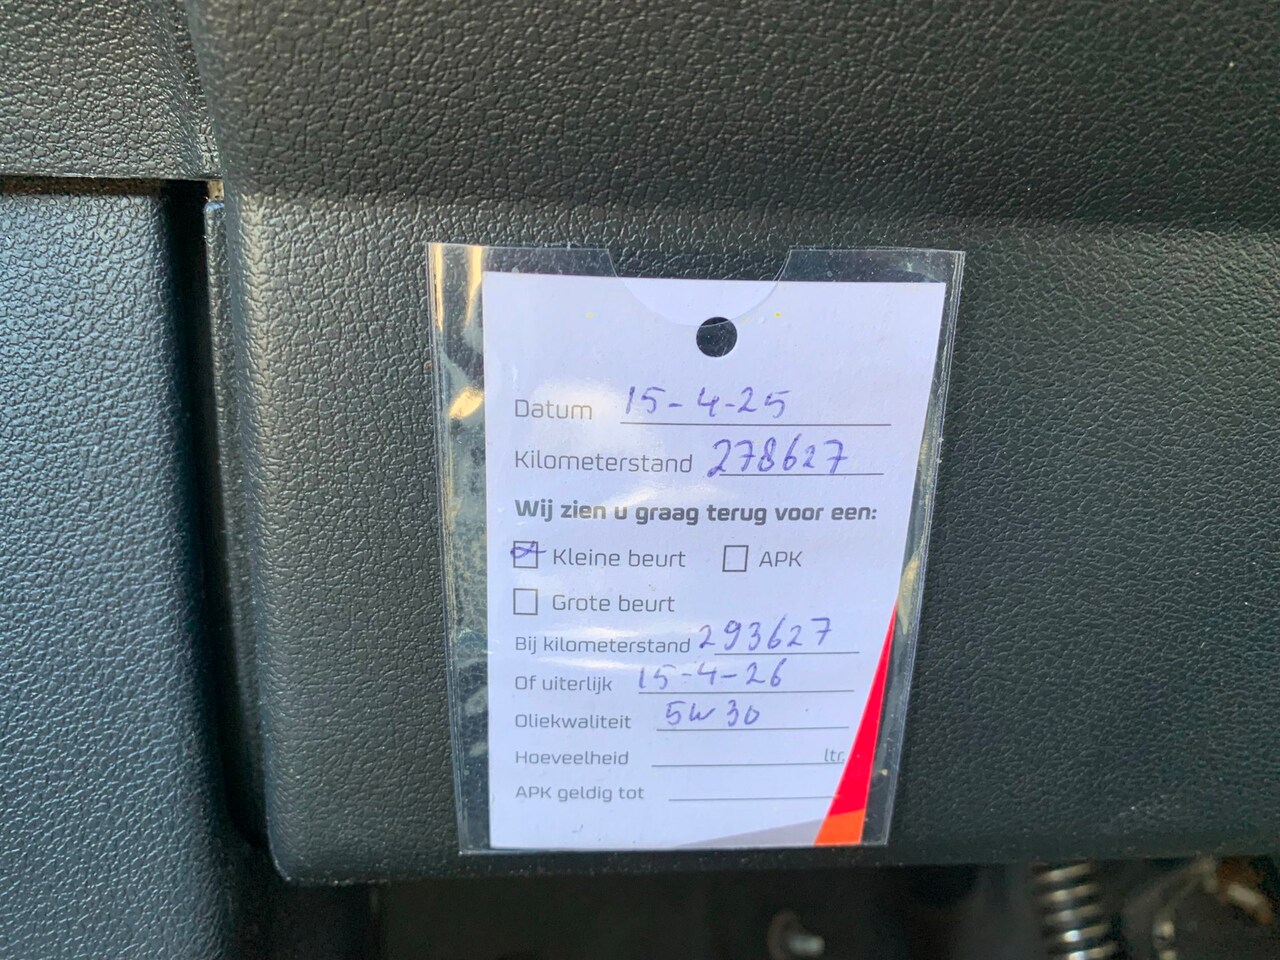 Datum 15-4-25
Kilometerstand 278627
Wij zien u graag terug voor een:
Kleine beurt APK
Grote beurt
Bij kilometerstand 293627
Of uiterlijk 15-4-26
Oliekwaliteit 5W30
Hoeveelheid ltr.
APK geldig tot